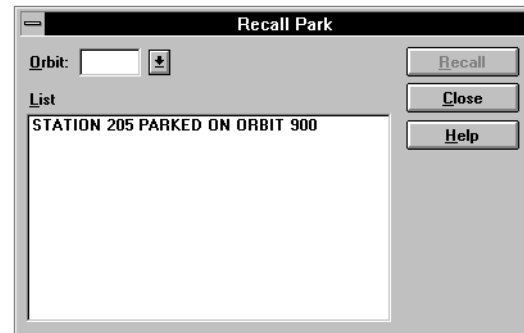 Recall Park
Orbit:
Recall
List
Close
STATION 205 PARKED ON ORBIT 900
Help